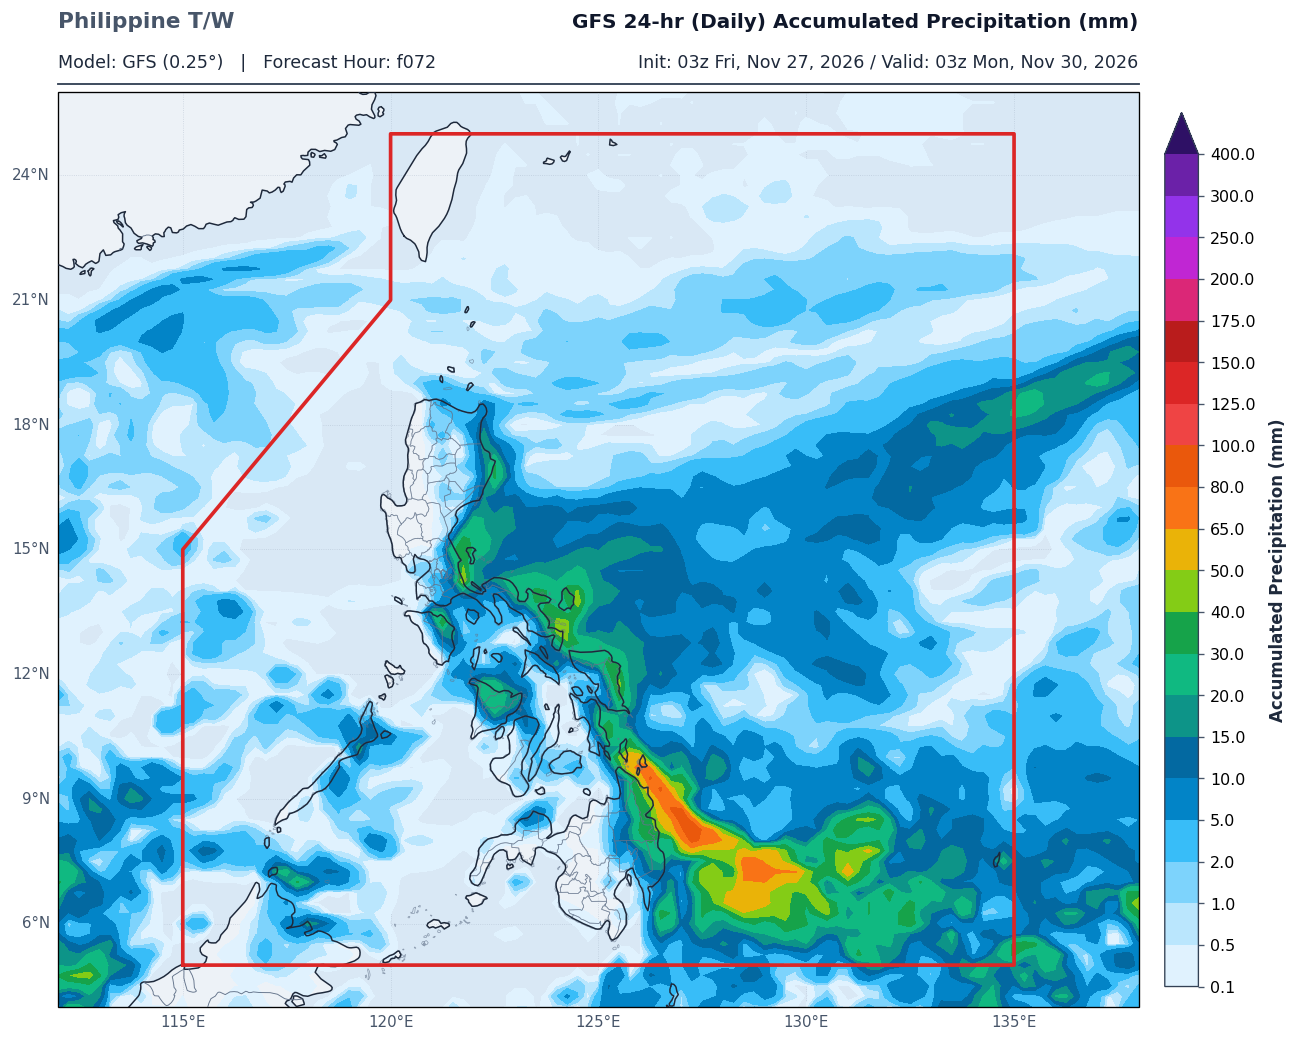 Philippine T/W
GFS 24-hr (Daily) Accumulated Precipitation (mm)
Model: GFS (0.25°) | Forecast Hour: f072
Init: 03z Fri, Nov 27, 2026 / Valid: 03z Mon, Nov 30, 2026
24°N
21°N
18°N
15°N
12°N
9°N
6°N
115°E
120°E
125°E
130°E
135°E
400.0
300.0
250.0
200.0
175.0
150.0
125.0
100.0
80.0
65.0
50.0
40.0
30.0
20.0
15.0
10.0
5.0
2.0
1.0
0.5
0.1
Accumulated Precipitation (mm)